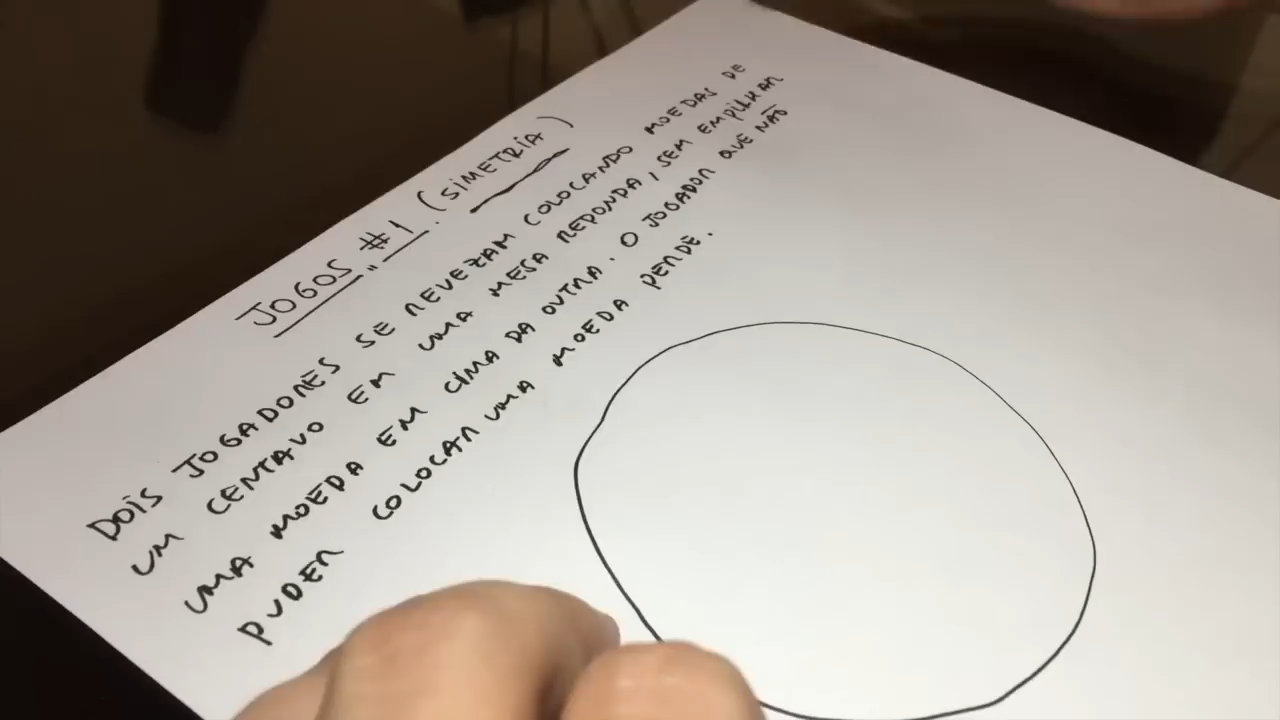 JOGOS #1 (SIMETRIA)
DOIS JOGADORES SE REVEZAM COLOCANDO MOEDAS DE
UM CENTAVO EM UMA MESA REDONDA, SEM EMPILHAR
UMA MOEDA EM CIMA DA OUTRA. O JOGADOR QUE NÃO
PUDER COLOCAR UMA MOEDA PERDE.